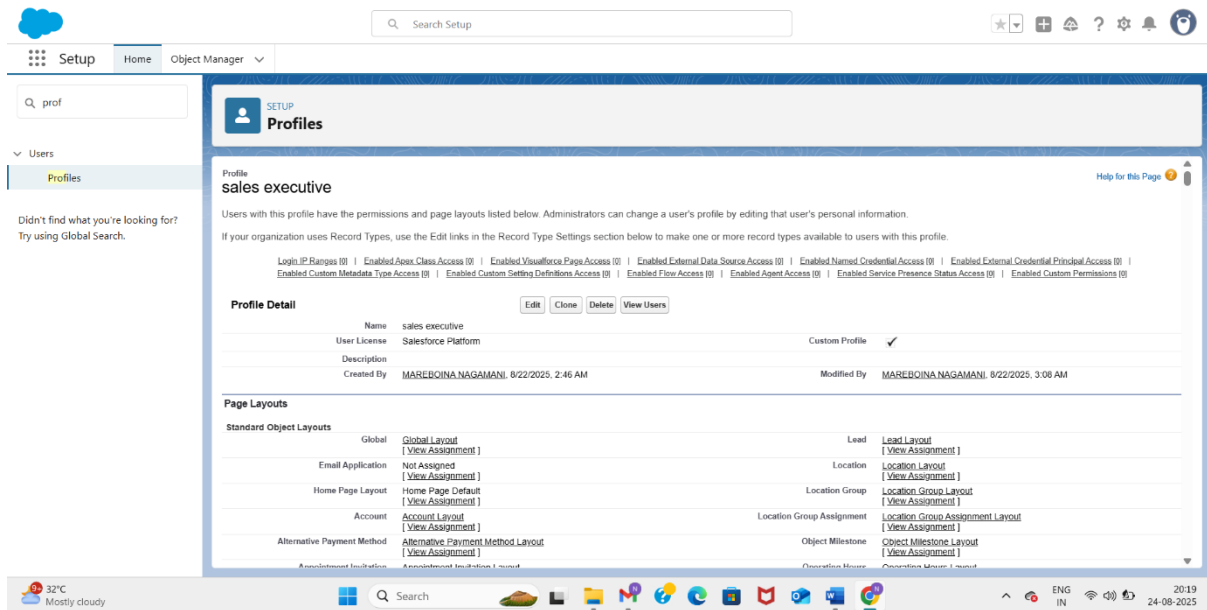 Search Setup
Setup
Home
Object Manager
prof
Users
Profiles
Didn't find what you're looking for?
Try using Global Search.
SETUP
Profiles
Profile
sales executive
Help for this Page
Users with this profile have the permissions and page layouts listed below. Administrators can change a user's profile by editing that user's personal information.
If your organization uses Record Types, use the Edit links in the Record Type Settings section below to make one or more record types available to users with this profile.
Login IP Ranges [0] | Enabled Apex Class Access [0] | Enabled Visualforce Page Access [0] | Enabled External Data Source Access [0] | Enabled Named Credential Access [0] | Enabled External Credential Principal Access [0] |
Enabled Custom Metadata Type Access [0] | Enabled Custom Setting Definitions Access [0] | Enabled Flow Access [0] | Enabled Agent Access [0] | Enabled Service Presence Status Access [0] | Enabled Custom Permissions [0]
Profile Detail Edit Clone Delete View Users
Name sales executive
User License Salesforce Platform Custom Profile ✓
Description
Created By MAREBOINA NAGAMANI, 8/22/2025, 2:46 AM Modified By MAREBOINA NAGAMANI, 8/22/2025, 3:08 AM
Page Layouts
Standard Object Layouts
Global Global Layout Lead Lead Layout
[ View Assignment ] [ View Assignment ]
Email Application Not Assigned Location Location Layout
[ View Assignment ] [ View Assignment ]
Home Page Layout Home Page Default Location Group Location Group Layout
[ View Assignment ] [ View Assignment ]
Account Account Layout Location Group Assignment Location Group Assignment Layout
[ View Assignment ] [ View Assignment ]
Alternative Payment Method Alternative Payment Method Layout Object Milestone Object Milestone Layout
[ View Assignment ] [ View Assignment ]
Appointment Invitation Appointment Invitation Layout Operating Hours Operating Hours Layout
9+
32°C
Mostly cloudy
Search
ENG
IN
20:19
24-08-2025